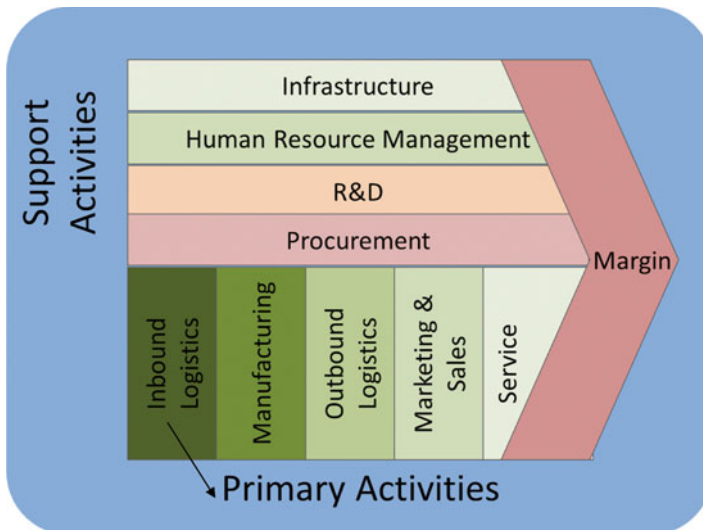 Support
Activities
Infrastructure
Human Resource Management
R&D
Procurement
Margin
Inbound
Logistics
Manufacturing
Outbound
Logistics
Marketing &
Sales
Service
Primary Activities